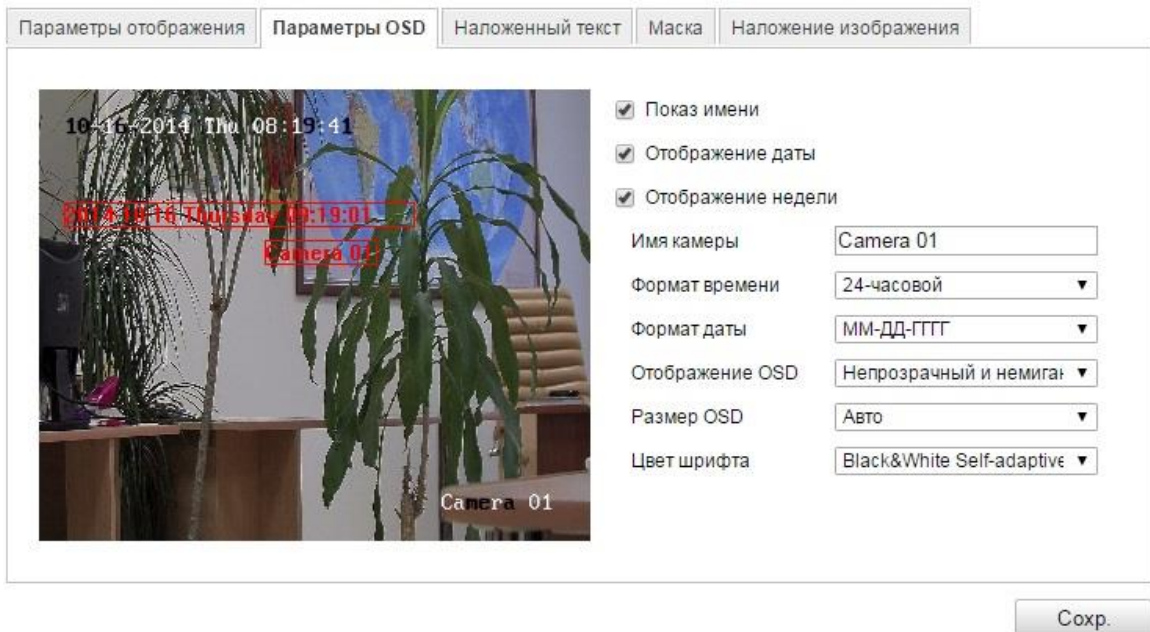 Параметры отображения
Параметры OSD
Наложенный текст
Маска
Наложение изображения
10-16-2014 Thu 08:19:41
2014 10 16 Thursday 09:19:01
Camera 01
Camera 01
Показ имени
Отображение даты
Отображение недели
Имя камеры Camera 01
Формат времени 24-часовой
Формат даты ММ-ДД-ГГГГ
Отображение OSD Непрозрачный и немиган
Размер OSD Авто
Цвет шрифта Black&White Self-adaptive
Сохр.